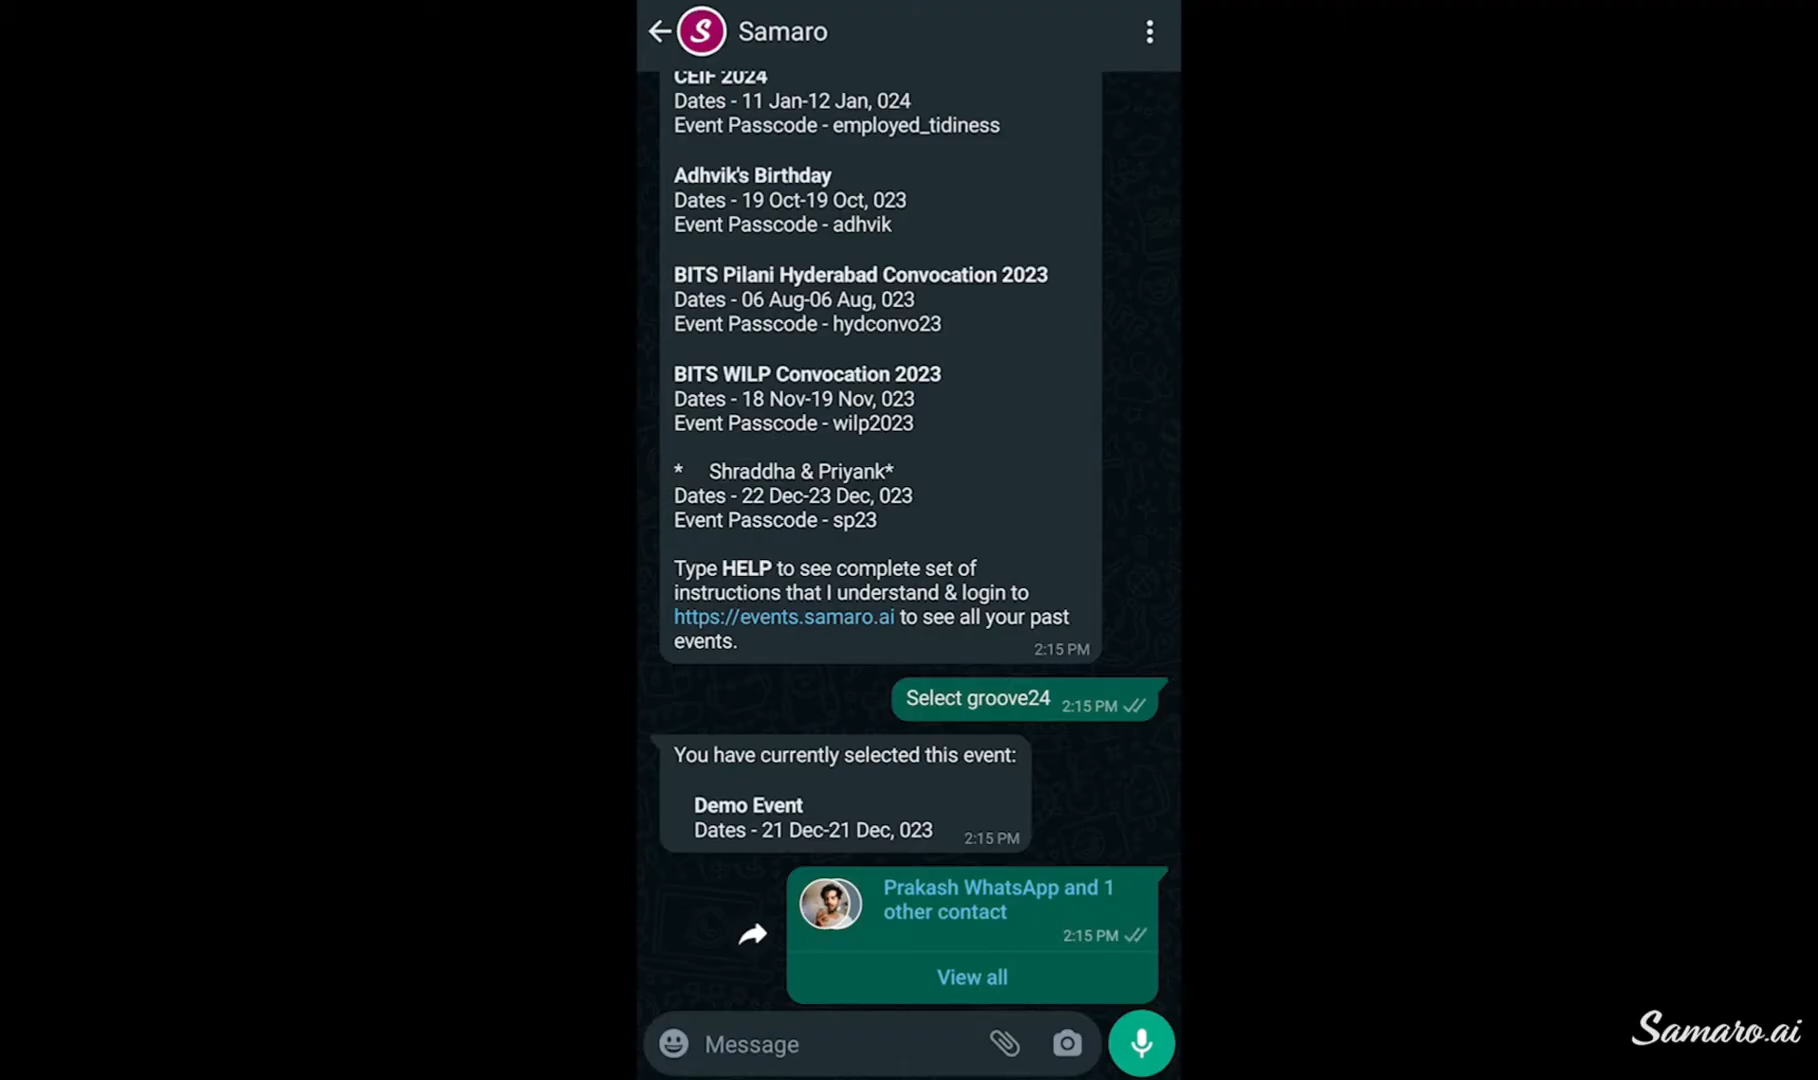 Samaro
CEIF 2024
Dates - 11 Jan-12 Jan, 024
Event Passcode - employed_tidiness
Adhvik's Birthday
Dates - 19 Oct-19 Oct, 023
Event Passcode - adhvik
BITS Pilani Hyderabad Convocation 2023
Dates - 06 Aug-06 Aug, 023
Event Passcode - hydconvo23
BITS WILP Convocation 2023
Dates - 18 Nov-19 Nov, 023
Event Passcode - wilp2023
* Shraddha & Priyank*
Dates - 22 Dec-23 Dec, 023
Event Passcode - sp23
Type HELP to see complete set of
instructions that I understand & login to
https://events.samaro.ai to see all your past
events.
2:15 PM
Select groove24 2:15 PM
You have currently selected this event:
Demo Event
Dates - 21 Dec-21 Dec, 023 2:15 PM
Prakash WhatsApp and 1
other contact
2:15 PM
View all
Message
Samaro.ai